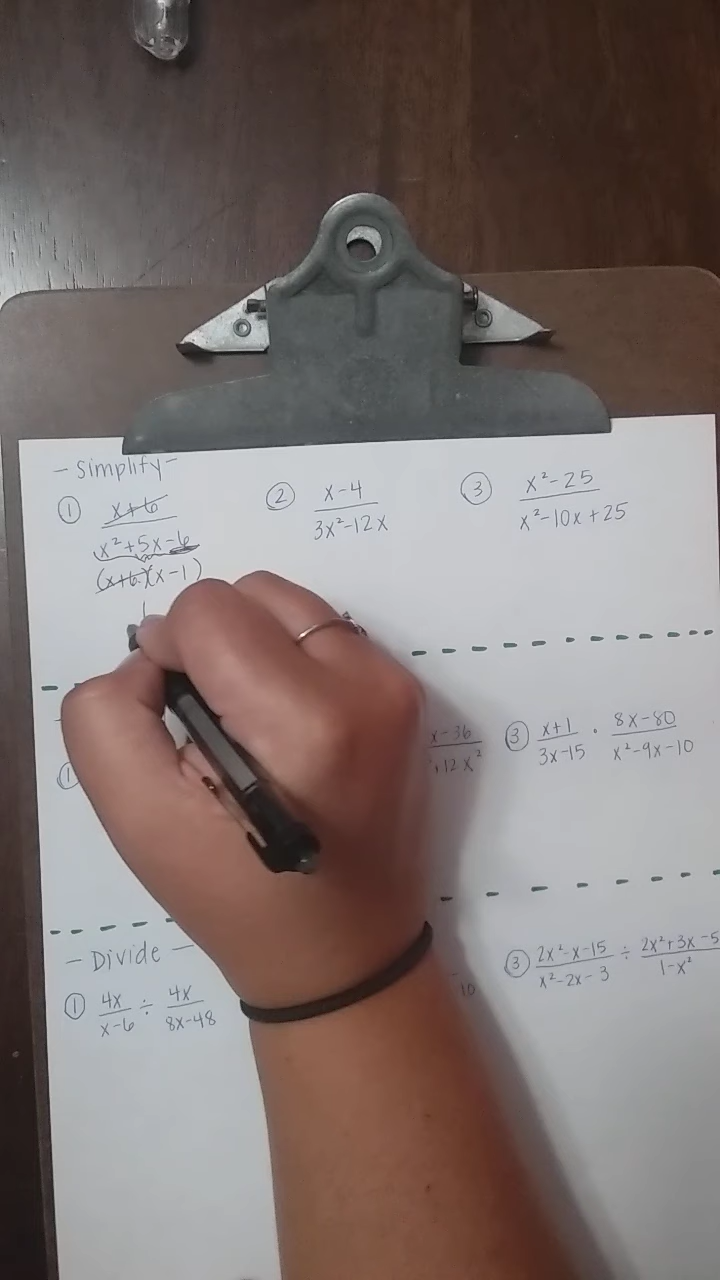 - Simplify -
① x+6 / x²+5x-6
(x+6)(x-1)
1
② x-4 / 3x²-12x
③ x²-25 / x²-10x+25
x-36 / +12x²
③ x+1 / 3x-15 · 8x-80 / x²-9x-10
- Divide -
① 4x / x-6 ÷ 4x / 8x-48
10
③ 2x²-x-15 / x²-2x-3 ÷ 2x²+3x-5 / 1-x²